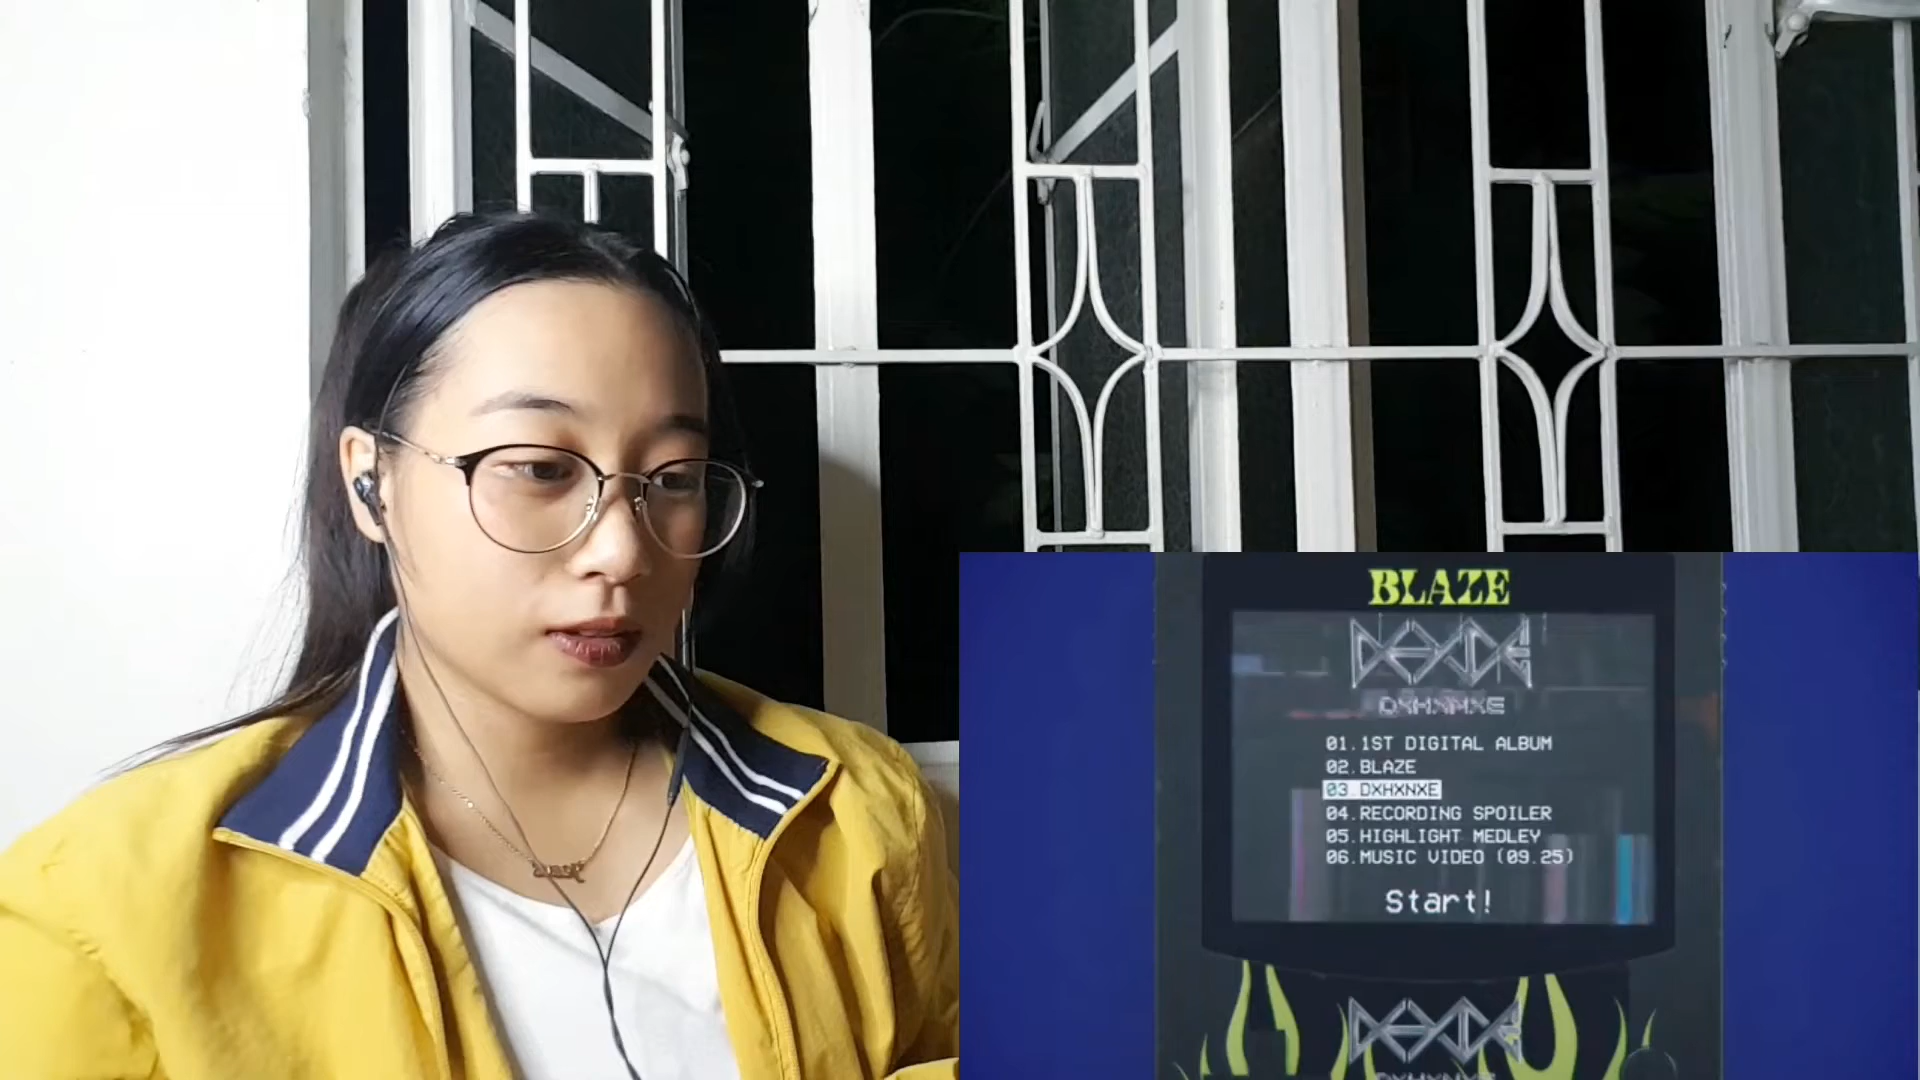 BLAZE
DXHXNXE
01.1ST DIGITAL ALBUM
02.BLAZE
03.DXHXNXE
04.RECORDING SPOILER
05.HIGHLIGHT MEDLEY
06.MUSIC VIDEO (09.25)
Start!